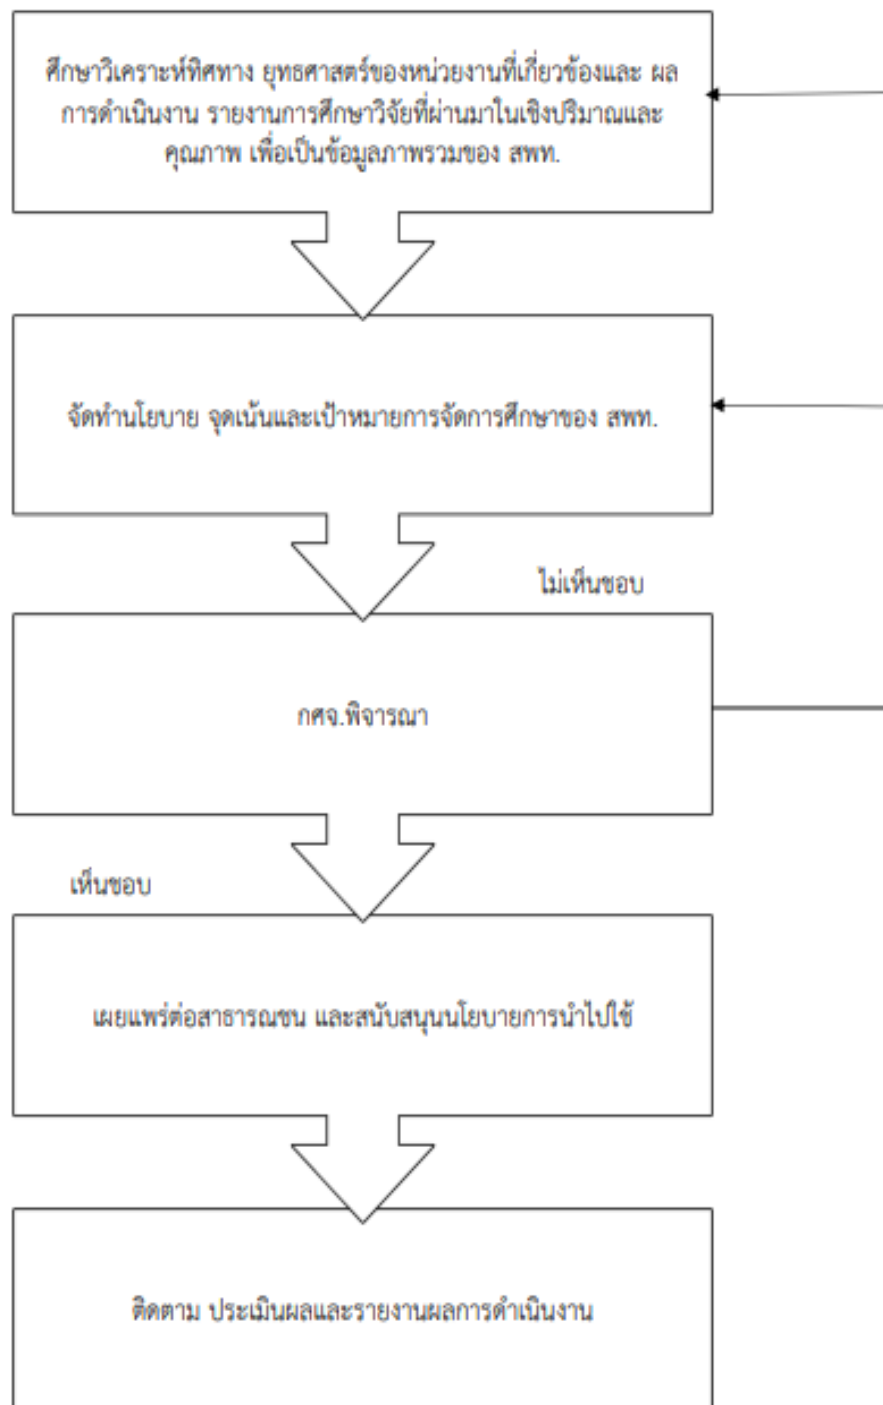 ศึกษาวิเคราะห์ทิศทาง ยุทธศาสตร์ของหน่วยงานที่เกี่ยวข้องและ ผล
การดำเนินงาน รายงานการศึกษาวิจัยที่ผ่านมาในเชิงปริมาณและ
คุณภาพ เพื่อเป็นข้อมูลภาพรวมของ สพท.
จัดทำนโยบาย จุดเน้นและเป้าหมายการจัดการศึกษาของ สพท.
ไม่เห็นชอบ
กศจ.พิจารณา
เห็นชอบ
เผยแพร่ต่อสาธารณชน และสนับสนุนนโยบายการนำไปใช้
ติดตาม ประเมินผลและรายงานผลการดำเนินงาน